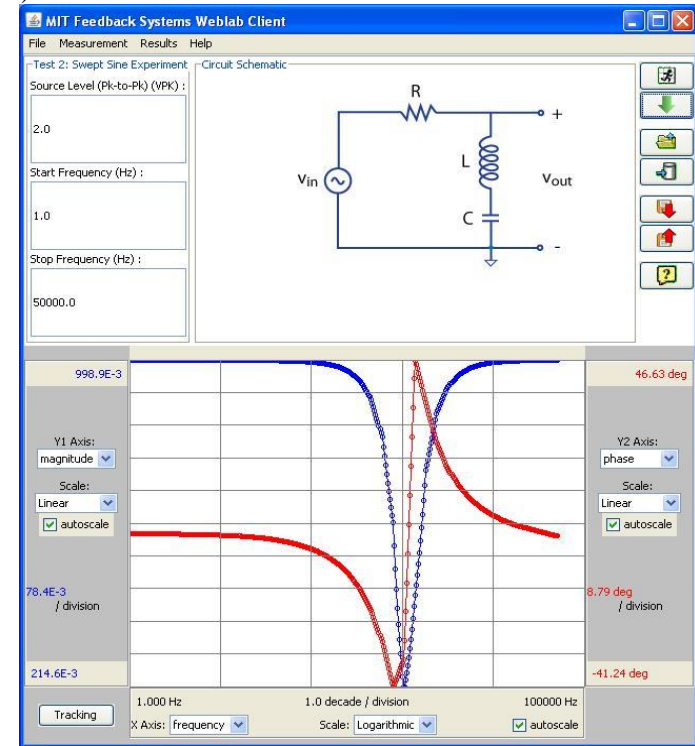 MIT Feedback Systems Weblab Client
File Measurement Results Help
Test 2: Swept Sine Experiment
Circuit Schematic
Source Level (Pk-to-Pk) (VPK) :
2.0
Start Frequency (Hz) :
1.0
Stop Frequency (Hz) :
50000.0
R
+
L
vin
vout
C
-
998.9E-3
46.63 deg
Y1 Axis:
magnitude
Scale:
Linear
autoscale
78.4E-3
/ division
214.6E-3
Y2 Axis:
phase
Scale:
Linear
autoscale
8.79 deg
/ division
-41.24 deg
Tracking
1.000 Hz 1.0 decade / division 100000 Hz
X Axis: frequency Scale: Logarithmic autoscale